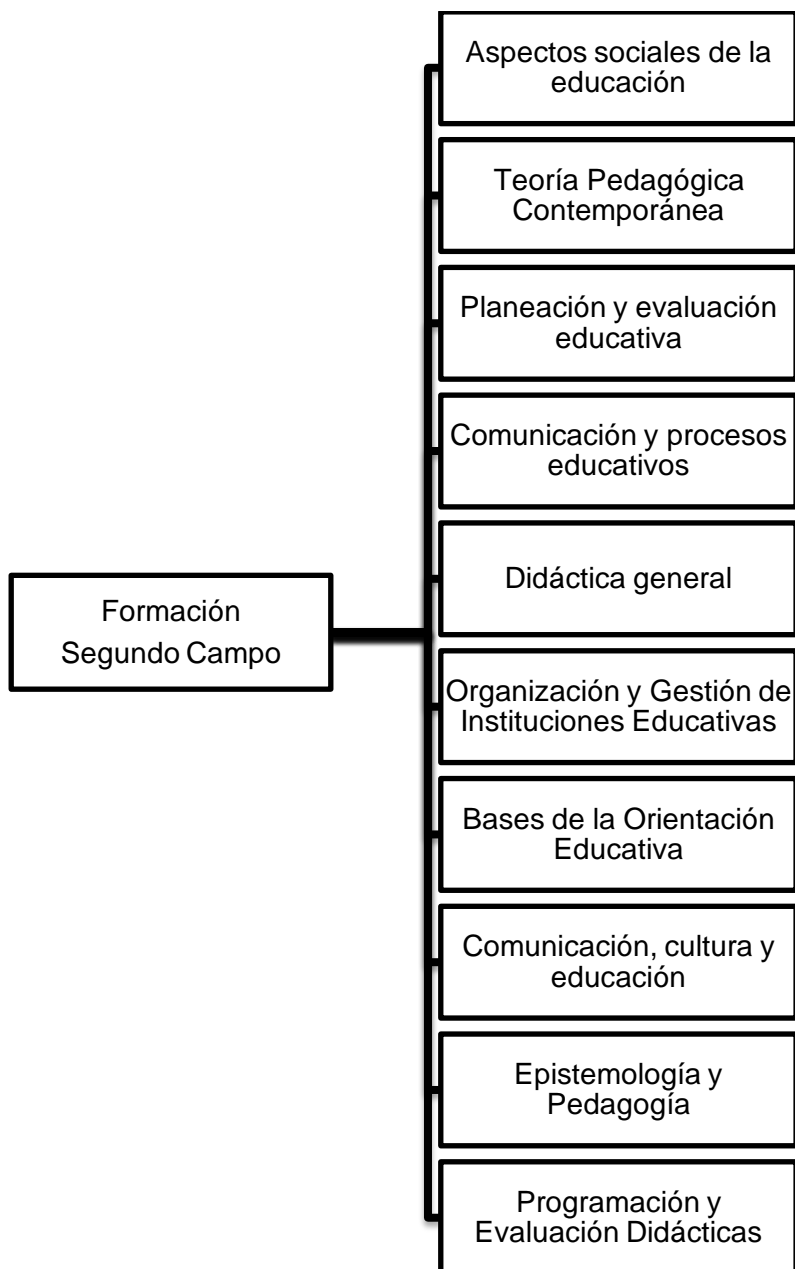 Aspectos sociales de la
educación
Teoría Pedagógica
Contemporánea
Planeación y evaluación
educativa
Comunicación y procesos
educativos
Didáctica general
Formación
Segundo Campo
Organización y Gestión de
Instituciones Educativas
Bases de la Orientación
Educativa
Comunicación, cultura y
educación
Epistemología y
Pedagogía
Programación y
Evaluación Didácticas